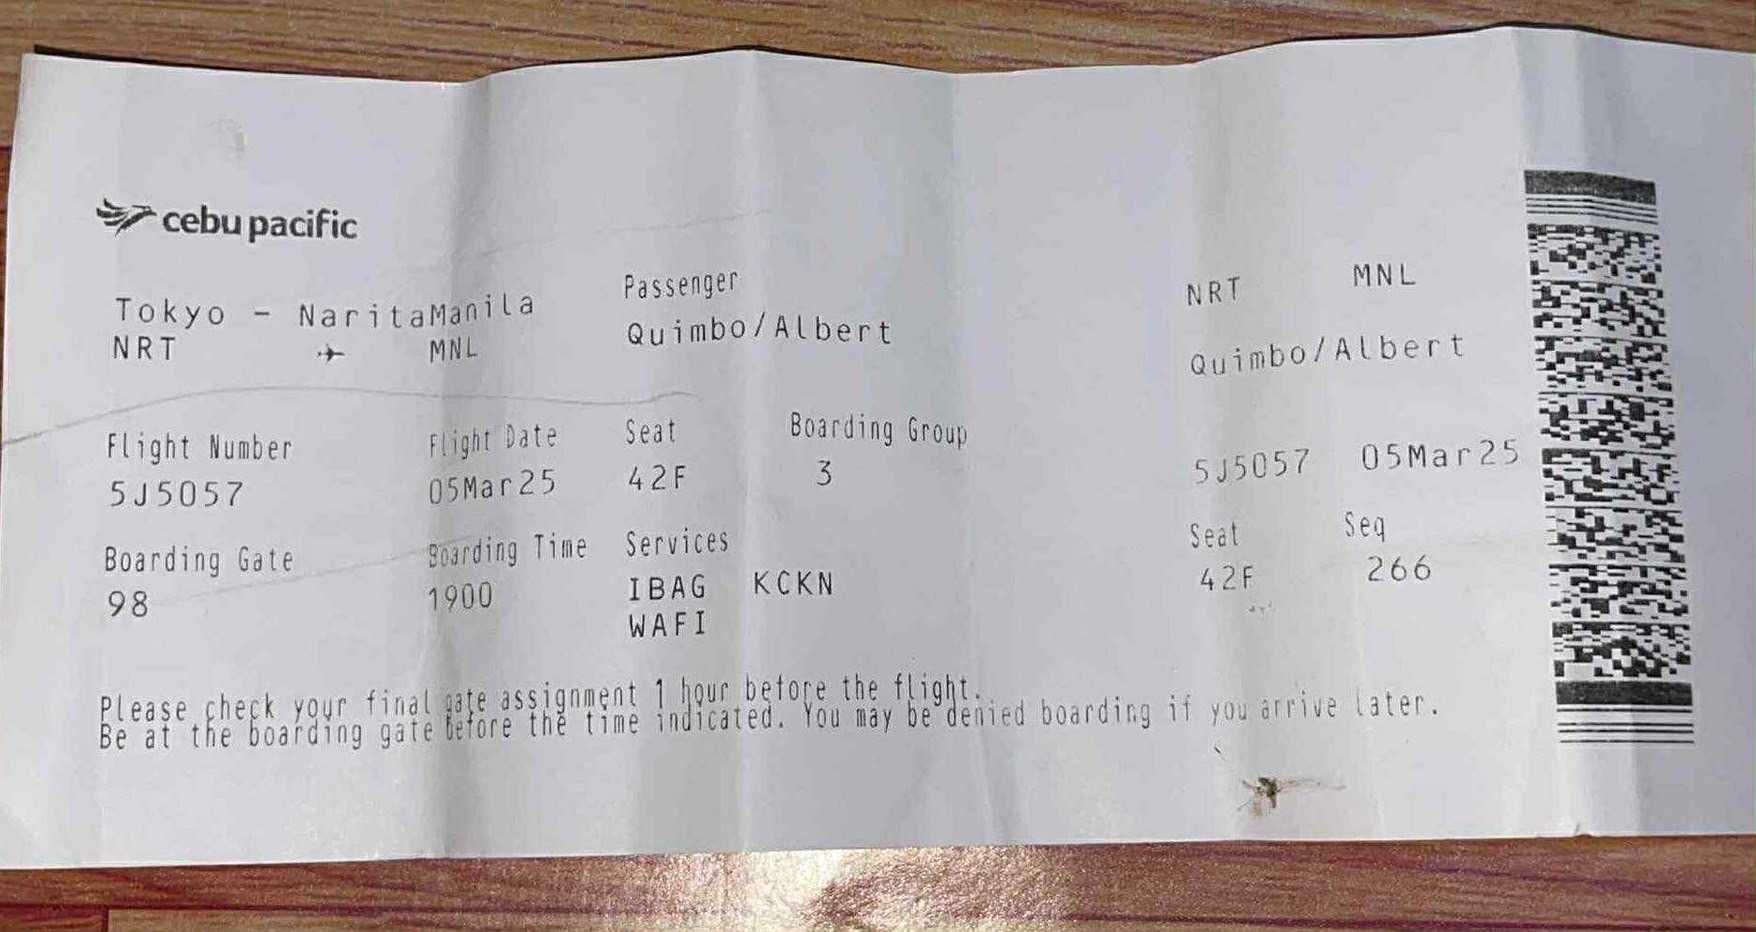 cebu pacific
Tokyo - Narita Manila
NRT MNL
Passenger
Quimbo/Albert
Flight Number Flight Date Seat Boarding Group
5J5057 05Mar25 42F 3
Boarding Gate Boarding Time Services
98 1900 IBAG KCKN
WAFI
Please check your final gate assignment 1 hour before the flight.
Be at the boarding gate before the time indicated. You may be denied boarding if you arrive later.
NRT MNL
Quimbo/Albert
5J5057 05Mar25
Seat Seq
42F 266